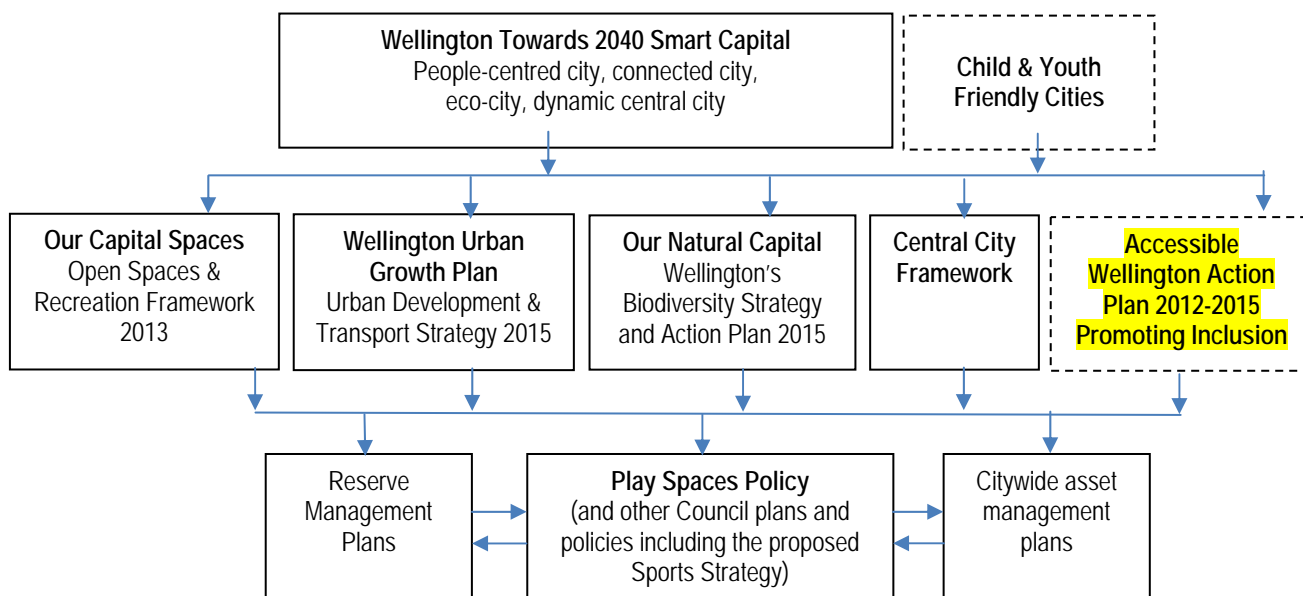 Wellington Towards 2040 Smart Capital
People-centred city, connected city,
eco-city, dynamic central city
Child & Youth
Friendly Cities
Our Capital Spaces
Open Spaces &
Recreation Framework
2013
Wellington Urban
Growth Plan
Urban Development &
Transport Strategy 2015
Our Natural Capital
Wellington’s
Biodiversity Strategy
and Action Plan 2015
Central City
Framework
Accessible
Wellington Action
Plan 2012-2015
Promoting Inclusion
Reserve
Management
Plans
Play Spaces Policy
(and other Council plans and
policies including the proposed
Sports Strategy)
Citywide asset
management
plans